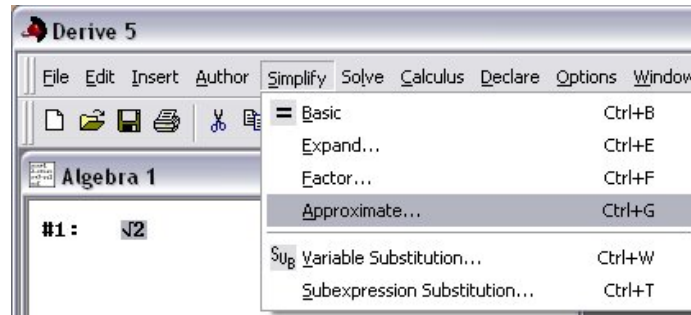 Derive 5
File Edit Insert Author Simplify Solve Calculus Declare Options Window
= Basic Ctrl+B
Expand... Ctrl+E
Factor... Ctrl+F
Approximate... Ctrl+G
SUB Variable Substitution... Ctrl+W
Subexpression Substitution... Ctrl+T
Algebra 1
#1: √2